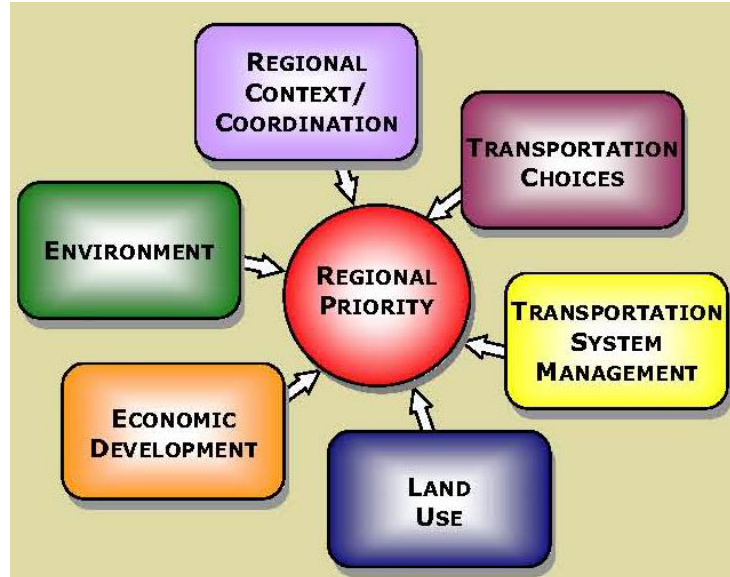 REGIONAL
CONTEXT/
COORDINATION
TRANSPORTATION
CHOICES
ENVIRONMENT
REGIONAL
PRIORITY
TRANSPORTATION
SYSTEM
MANAGEMENT
ECONOMIC
DEVELOPMENT
LAND
USE